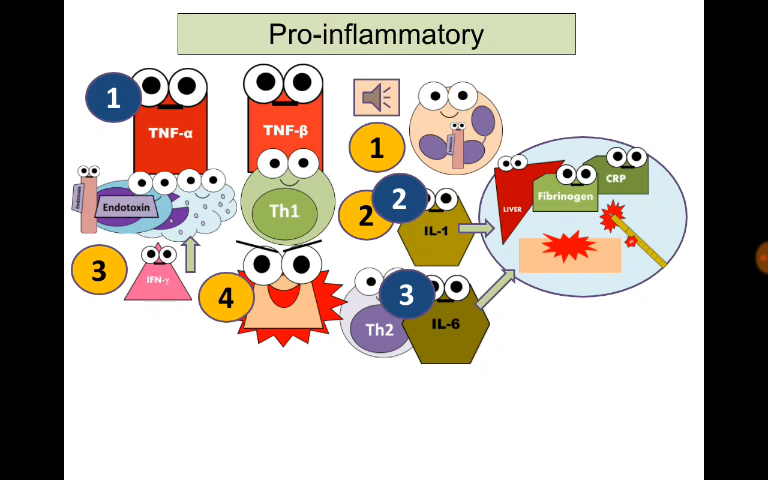 Pro-inflammatory
1
TNF-α
TNF-β
1
Endotoxin
Th1
2
2
IL-1
LIVER
Fibrinogen
CRP
3
IFN-γ
4
Th2
3
IL-6